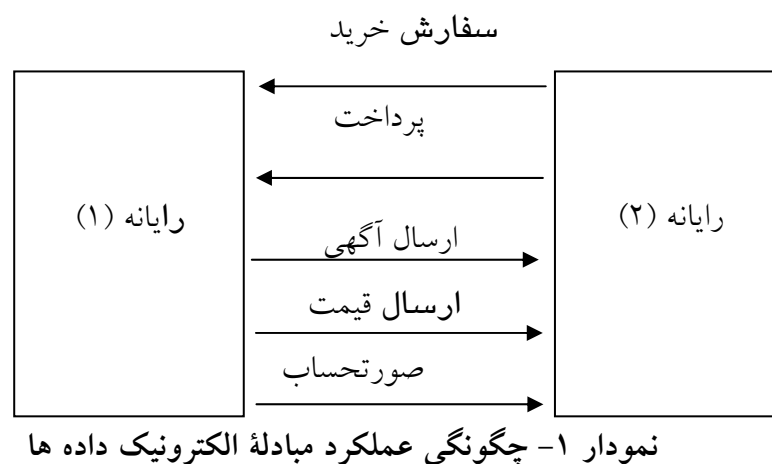 سفارش خرید
پرداخت
رایانه (۱)
رایانه (۲)
ارسال آگهی
ارسال قیمت
صورتحساب
نمودار ۱- چگونگی عملکرد مبادلۀ الکترونیک داده ها